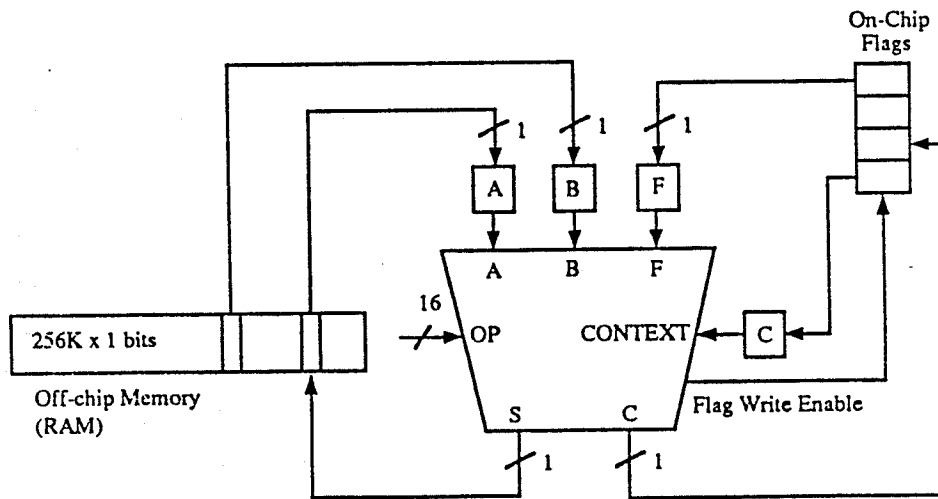 On-Chip
Flags
1
1
1
A
B
F
A
B
F
16
OP
CONTEXT
C
256K x 1 bits
Off-chip Memory
(RAM)
Flag Write Enable
S
C
1
1